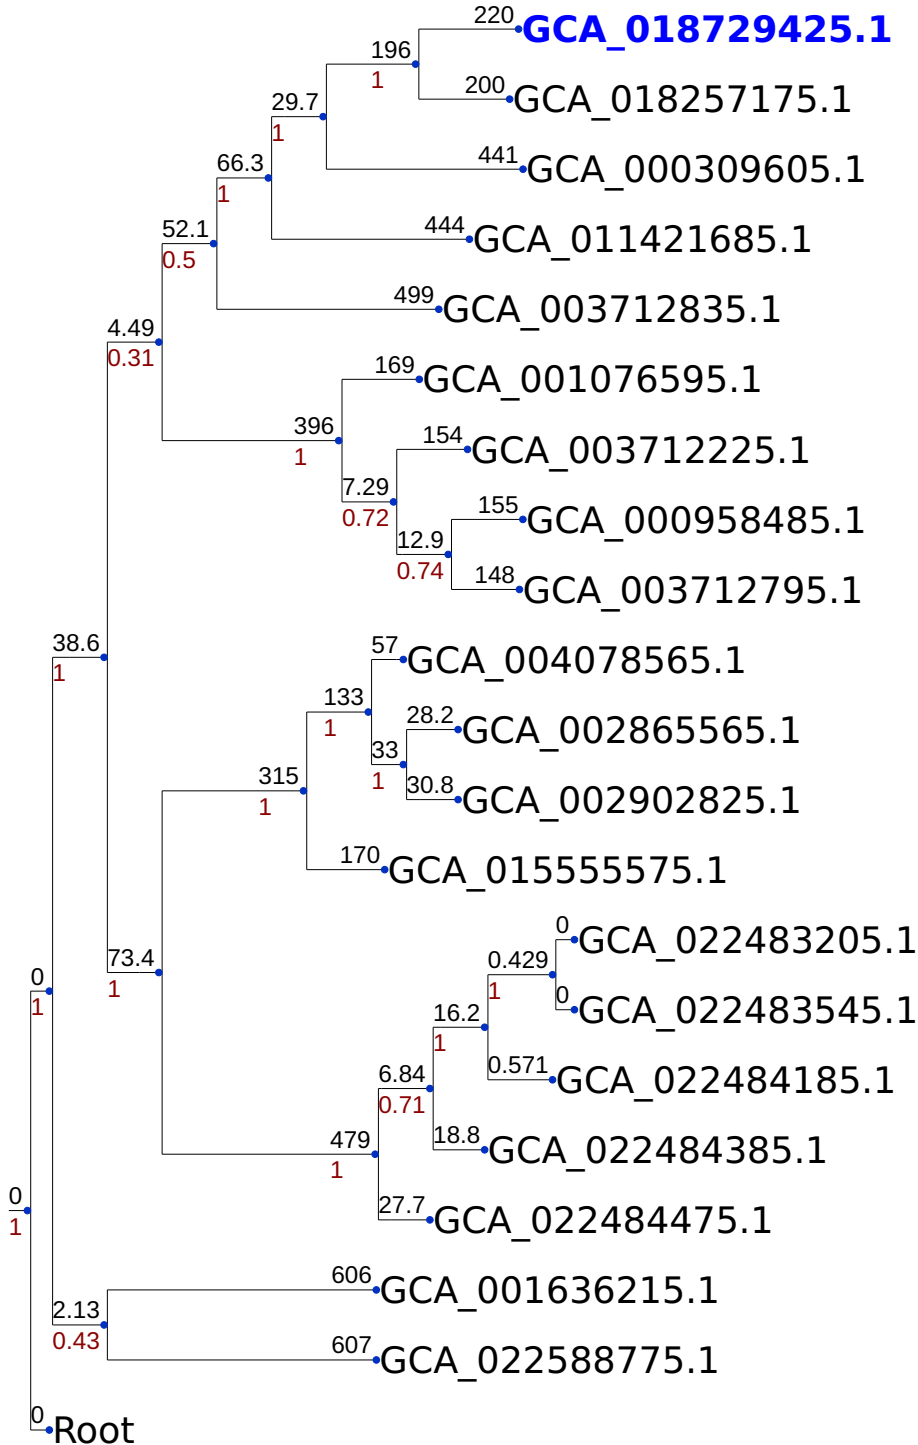 220 GCA_018729425.1
196
1
200 GCA_018257175.1
29.7
1
441 GCA_000309605.1
66.3
1
444 GCA_011421685.1
52.1
0.5
499 GCA_003712835.1
4.49
0.31
169 GCA_001076595.1
396
1
154 GCA_003712225.1
7.29
0.72
155 GCA_000958485.1
12.9
0.74
148 GCA_003712795.1
38.6
1
57 GCA_004078565.1
133
1
28.2 GCA_002865565.1
33
1
30.8 GCA_002902825.1
315
1
170 GCA_015555575.1
73.4
1
0 GCA_022483205.1
0.429
1
0 GCA_022483545.1
0
1
16.2
1
0.571 GCA_022484185.1
6.84
0.71
18.8 GCA_022484385.1
479
1
27.7 GCA_022484475.1
0
1
606 GCA_001636215.1
2.13
0.43
607 GCA_022588775.1
0 Root